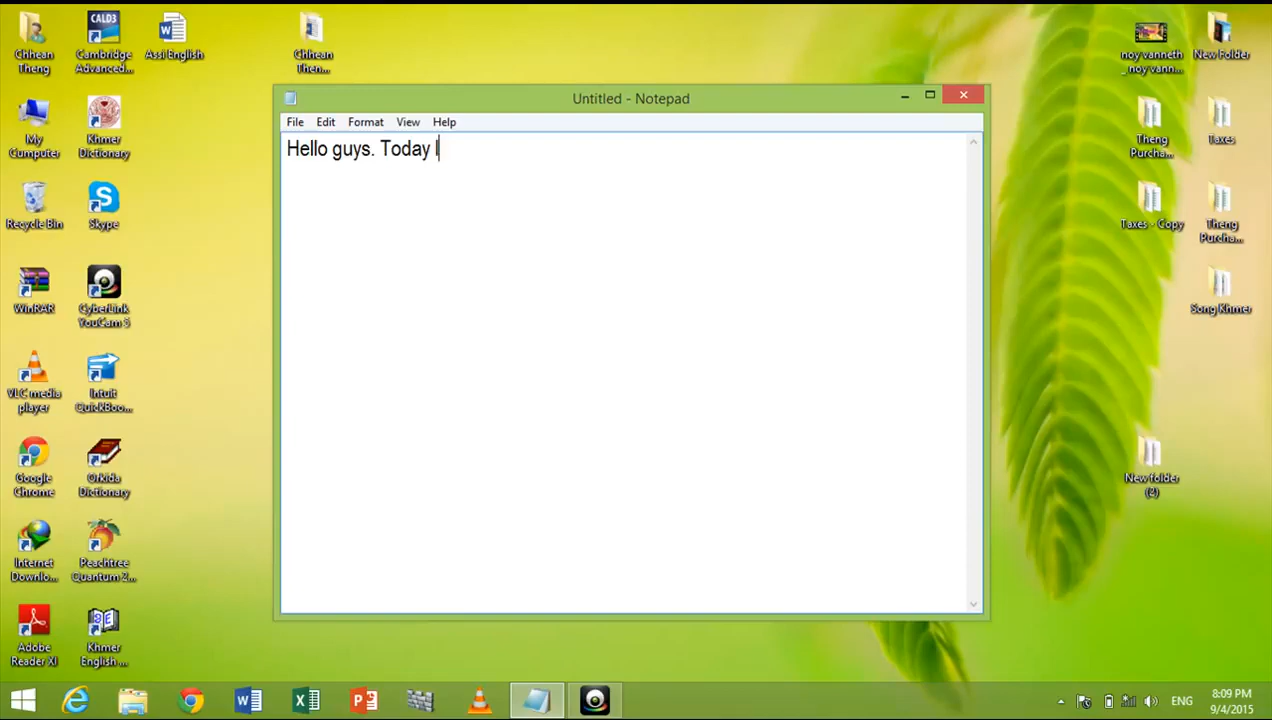 Chhean
Theng
CALD3
Cambridge
Advanced...
Assi English
Chhean
Then...
noy vanneth
_ noy vann...
New Folder
Untitled - Notepad
File Edit Format View Help
Hello guys. Today I
My
Cumputer
Khmer
Dictionary
Theng
Purcha...
Taxes
Recycle Bin
Skype
Taxes - Copy
Theng
Purcha...
WinRAR
CyberLink
YouCam 5
Song Khmer
VLC media
player
Intuit
QuickBoo...
Google
Chrome
Orkida
Dictionary
New folder
(2)
Internet
Downlo...
Peachtree
Quantum 2...
Adobe
Reader XI
Khmer
English ...
ENG
8:09 PM
9/4/2015